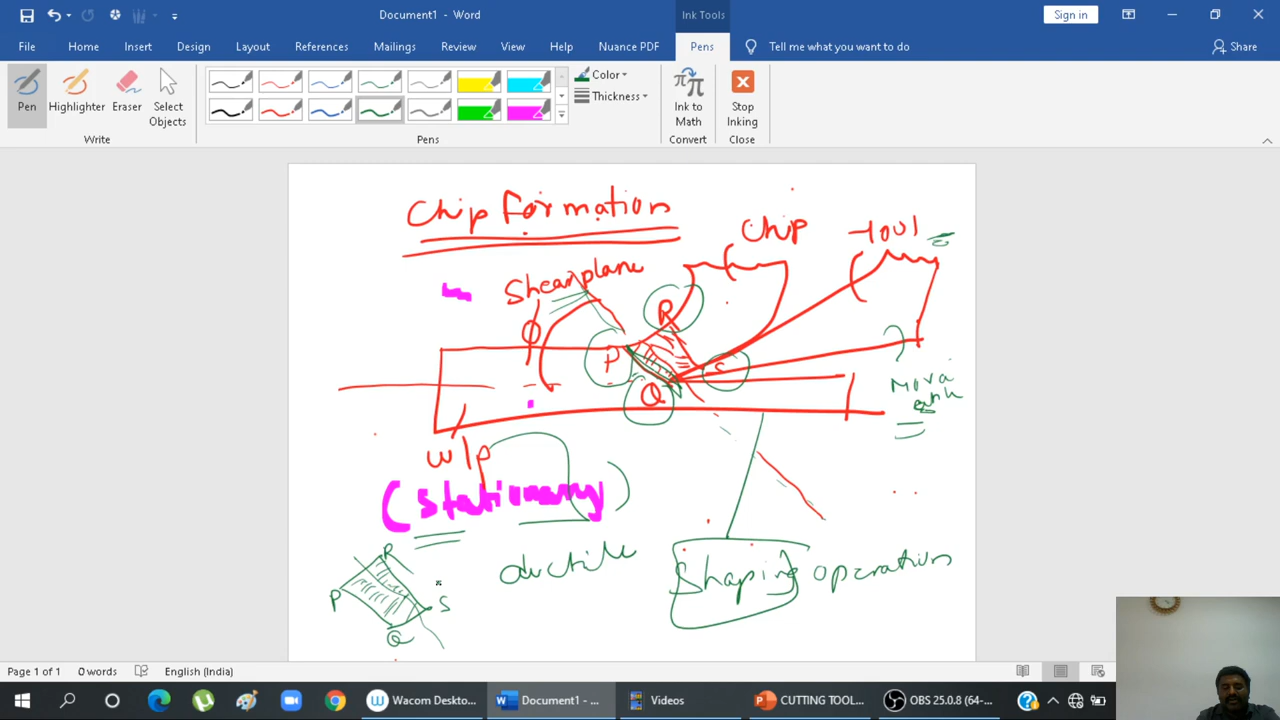 Document1 - Word
Ink Tools
Sign in
File
Home
Insert
Design
Layout
References
Mailings
Review
View
Help
Nuance PDF
Pens
Tell me what you want to do
Share
Pen
Highlighter
Eraser
Select Objects
Color
Thickness
Ink to Math
Stop Inking
Write
Pens
Convert
Close
Chip formation
Chip
tool
Shear plane
R
Φ
P
S
Q
w/p
(stationary)
R
P
S
Q
ductile
Shaping operation
Page 1 of 1
0 words
English (India)
Wacom Deskto...
Document1 - ...
Videos
CUTTING TOOL...
OBS 25.0.8 (64-...